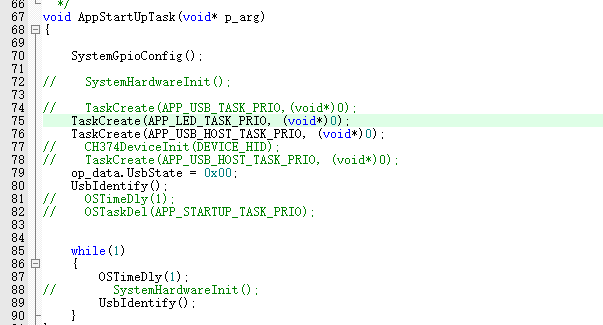 66 */
67 void AppStartUpTask(void* p_arg)
68 {
69
70 SystemGpioConfig();
71
72 // SystemHardwareInit();
73
74 // TaskCreate(APP_USB_TASK_PRIO,(void*)0);
75 TaskCreate(APP_LED_TASK_PRIO, (void*)0);
76 TaskCreate(APP_USB_HOST_TASK_PRIO, (void*)0);
77 // CH374DeviceInit(DEVICE_HID);
78 // TaskCreate(APP_USB_HOST_TASK_PRIO, (void*)0);
79 op_data.UsbState = 0x00;
80 UsbIdentify();
81 // OSTimeDly(1);
82 // OSTaskDel(APP_STARTUP_TASK_PRIO);
83
84
85 while(1)
86 {
87 OSTimeDly(1);
88 // SystemHardwareInit();
89 UsbIdentify();
90 }